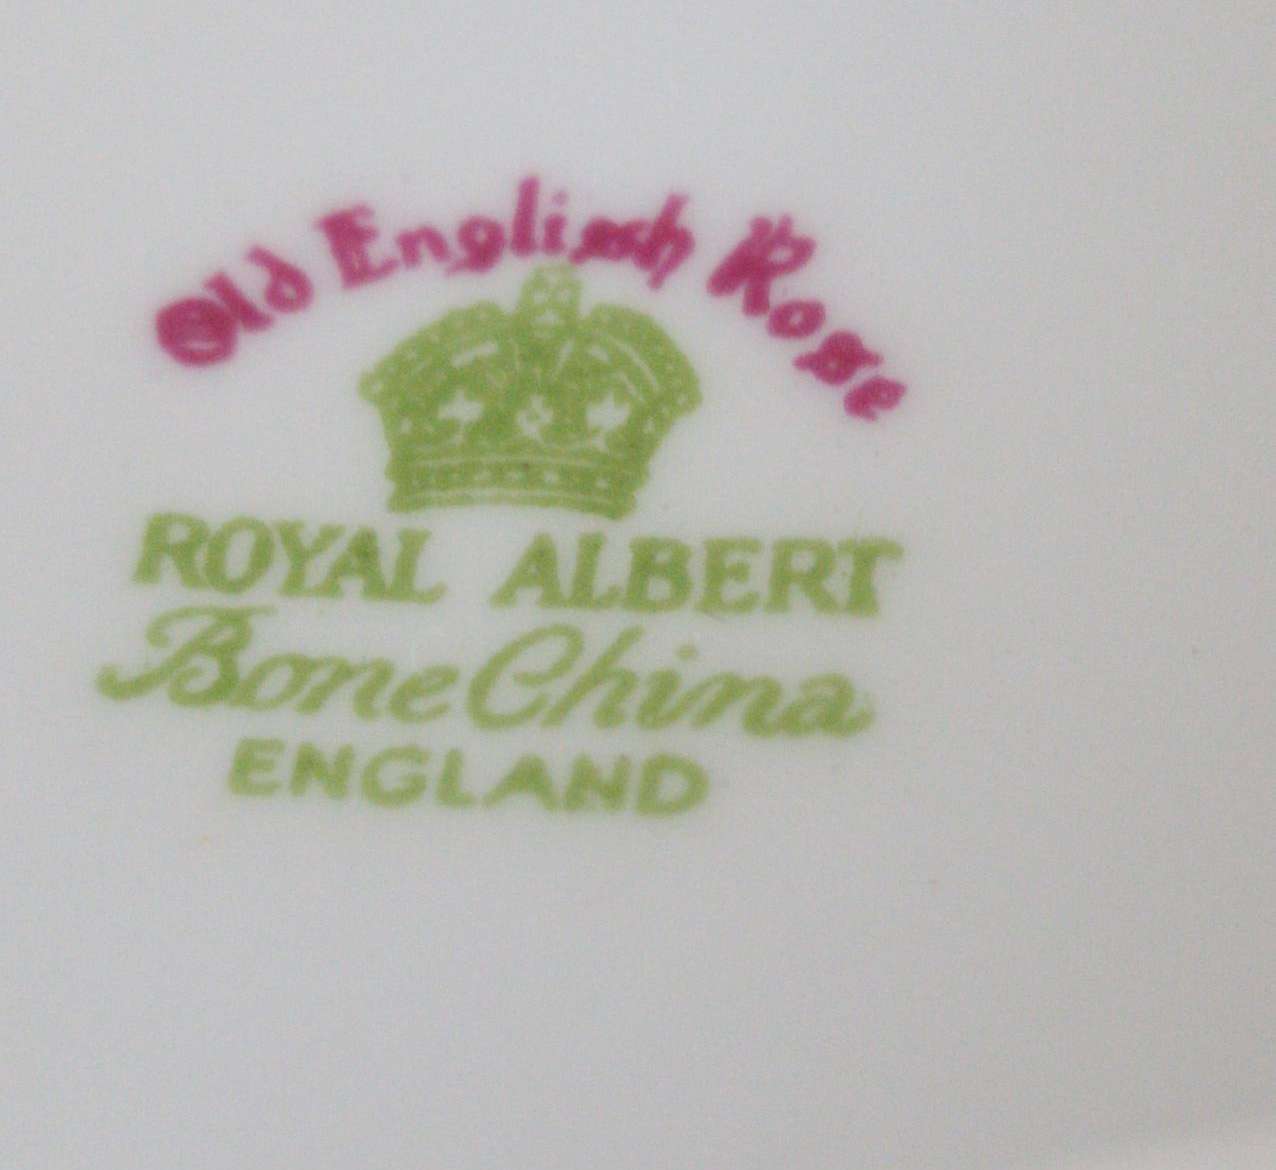 Old English Rose
ROYAL ALBERT
Bone China
ENGLAND